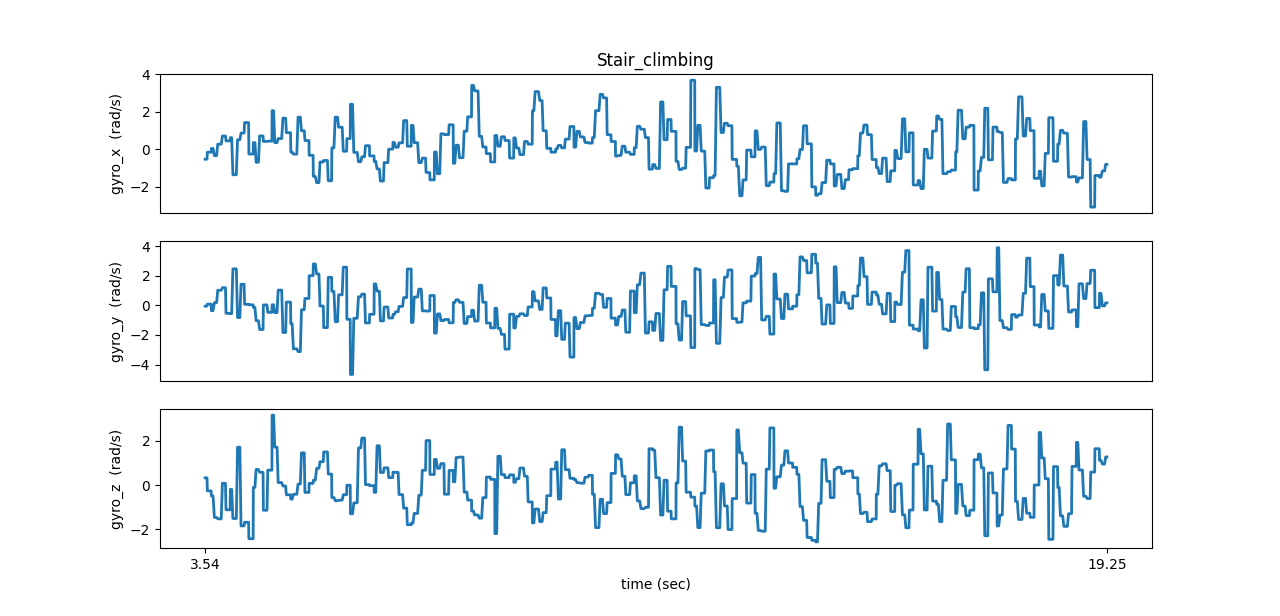 Stair_climbing
4
2
0
−2
gyro_x (rad/s)
4
2
0
−2
−4
gyro_y (rad/s)
2
0
−2
gyro_z (rad/s)
3.54
19.25
time (sec)